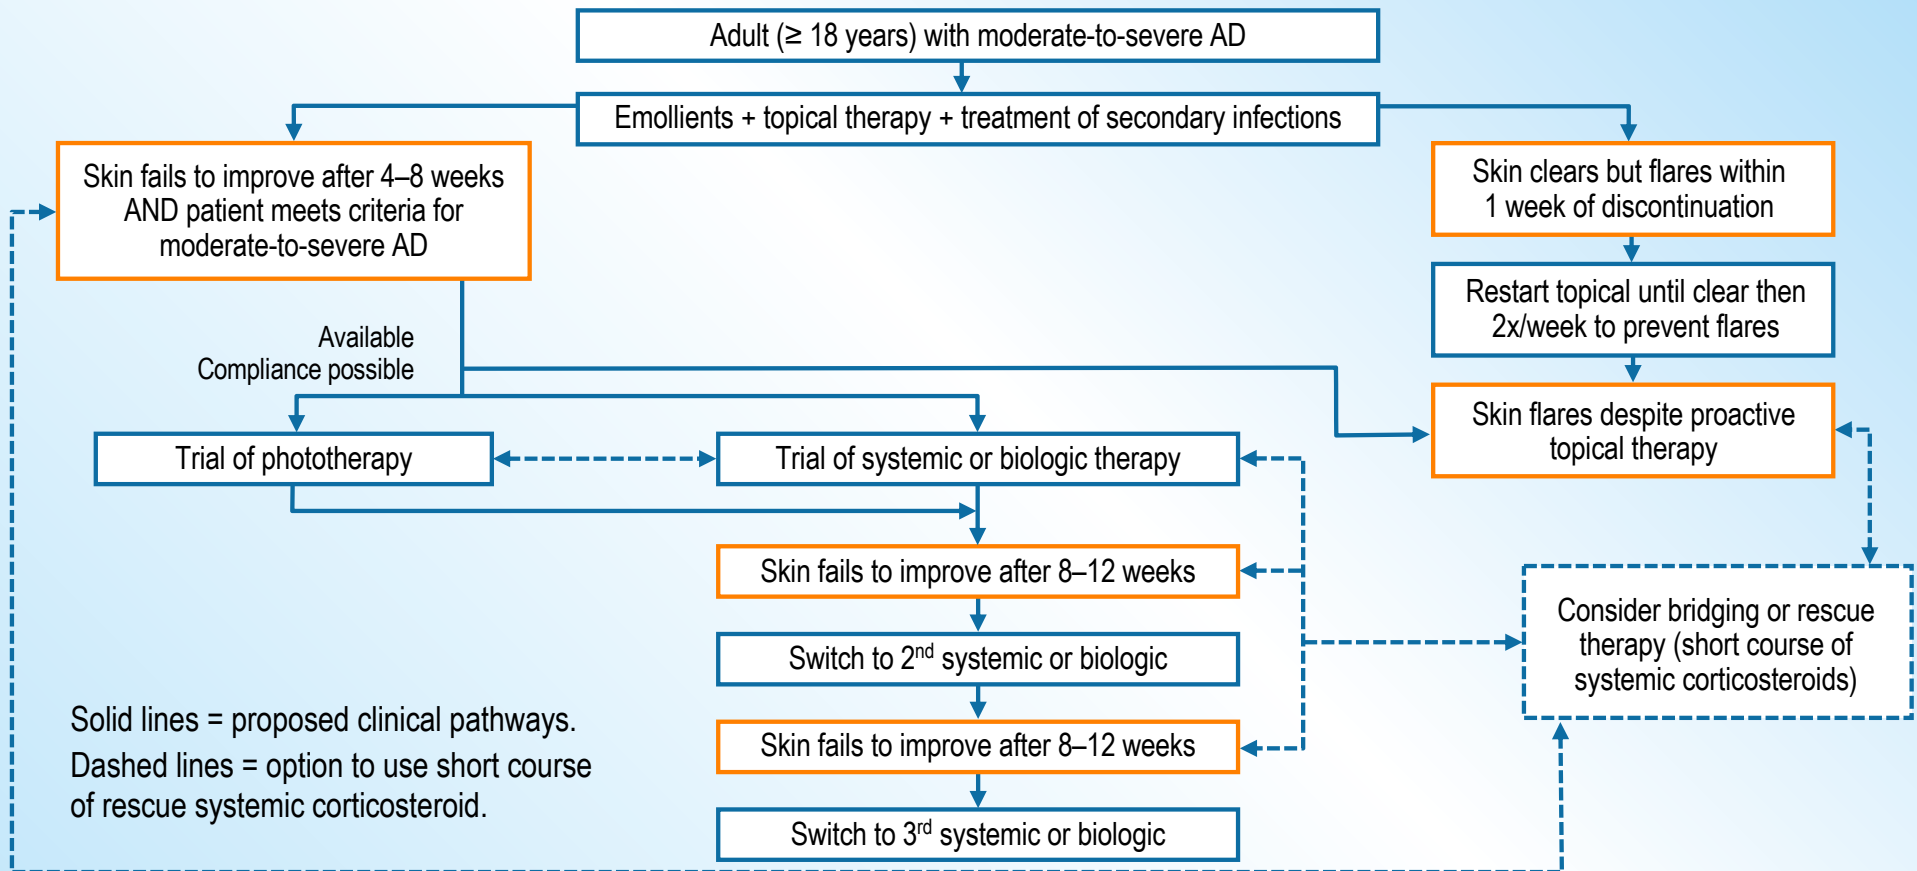 Adult (≥ 18 years) with moderate-to-severe AD
Emollients + topical therapy + treatment of secondary infections
Skin fails to improve after 4–8 weeks
AND patient meets criteria for
moderate-to-severe AD
Skin clears but flares within
1 week of discontinuation
Restart topical until clear then
2x/week to prevent flares
Available
Compliance possible
Skin flares despite proactive
topical therapy
Trial of phototherapy
Trial of systemic or biologic therapy
Skin fails to improve after 8–12 weeks
Consider bridging or rescue
therapy (short course of
systemic corticosteroids)
Switch to 2nd systemic or biologic
Skin fails to improve after 8–12 weeks
Switch to 3rd systemic or biologic
Solid lines = proposed clinical pathways.
Dashed lines = option to use short course
of rescue systemic corticosteroid.